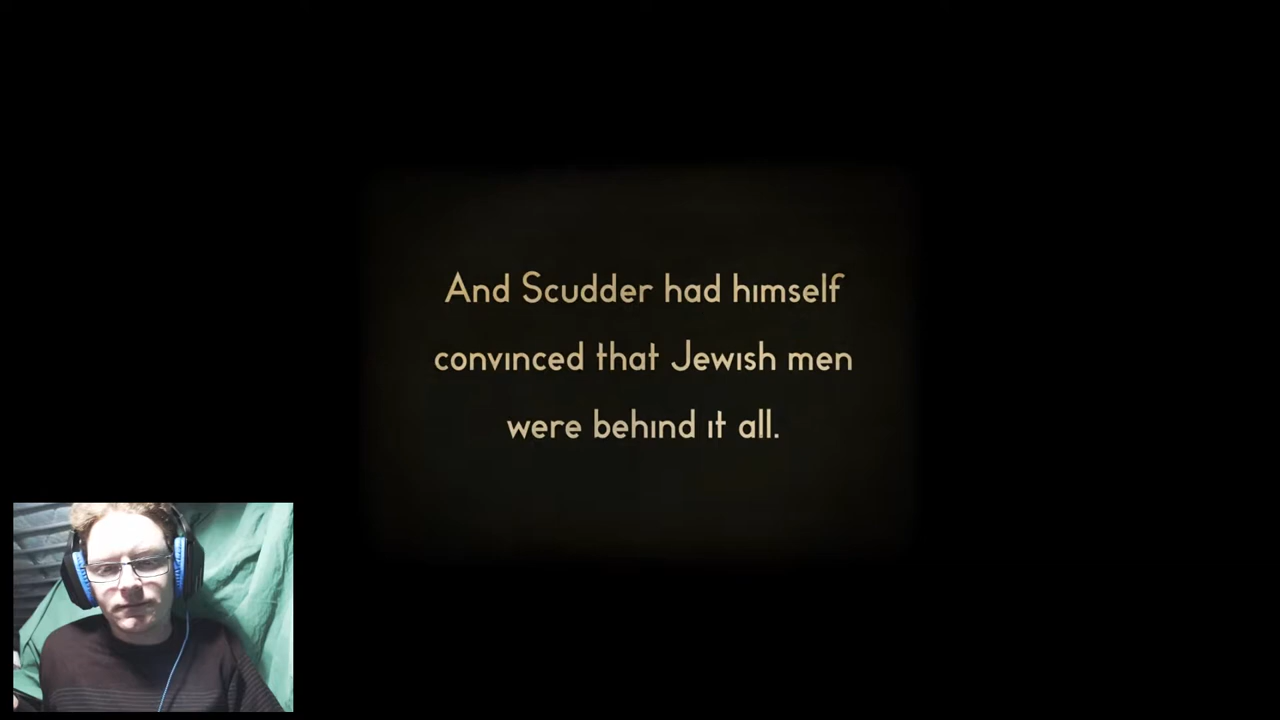 And Scudder had himself
convinced that Jewish men
were behind it all.